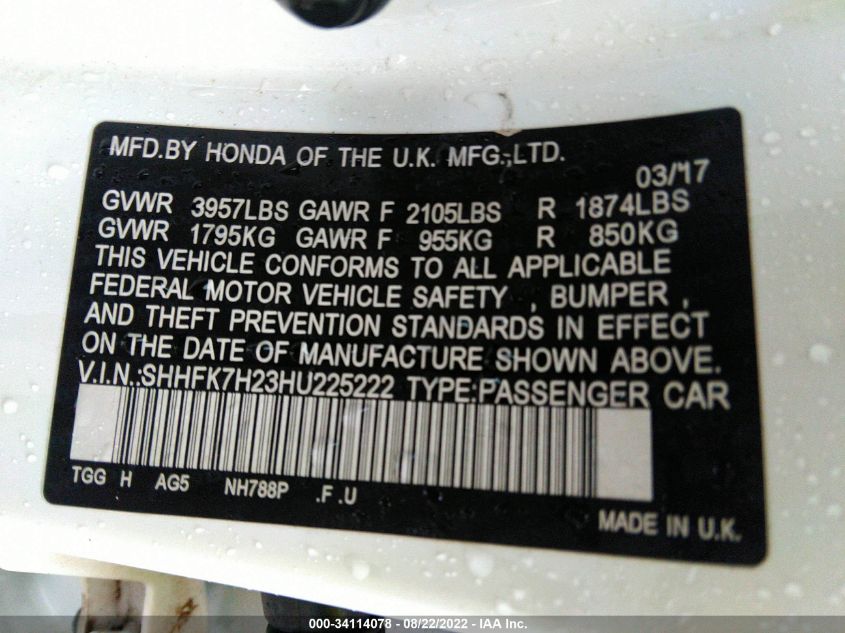 MFD.BY HONDA OF THE U.K. MFG.,LTD.
03/17
GVWR 3957LBS GAWR F 2105LBS R 1874LBS
GVWR 1795KG GAWR F 955KG R 850KG
THIS VEHICLE CONFORMS TO ALL APPLICABLE
FEDERAL MOTOR VEHICLE SAFETY , BUMPER ,
AND THEFT PREVENTION STANDARDS IN EFFECT
ON THE DATE OF MANUFACTURE SHOWN ABOVE.
V.I.N.:SHHFK7H23HU225222 TYPE:PASSENGER CAR
TGG H AG5 NH788P .F .U
MADE IN U.K.
000-34114078 - 08/22/2022 - IAA Inc.